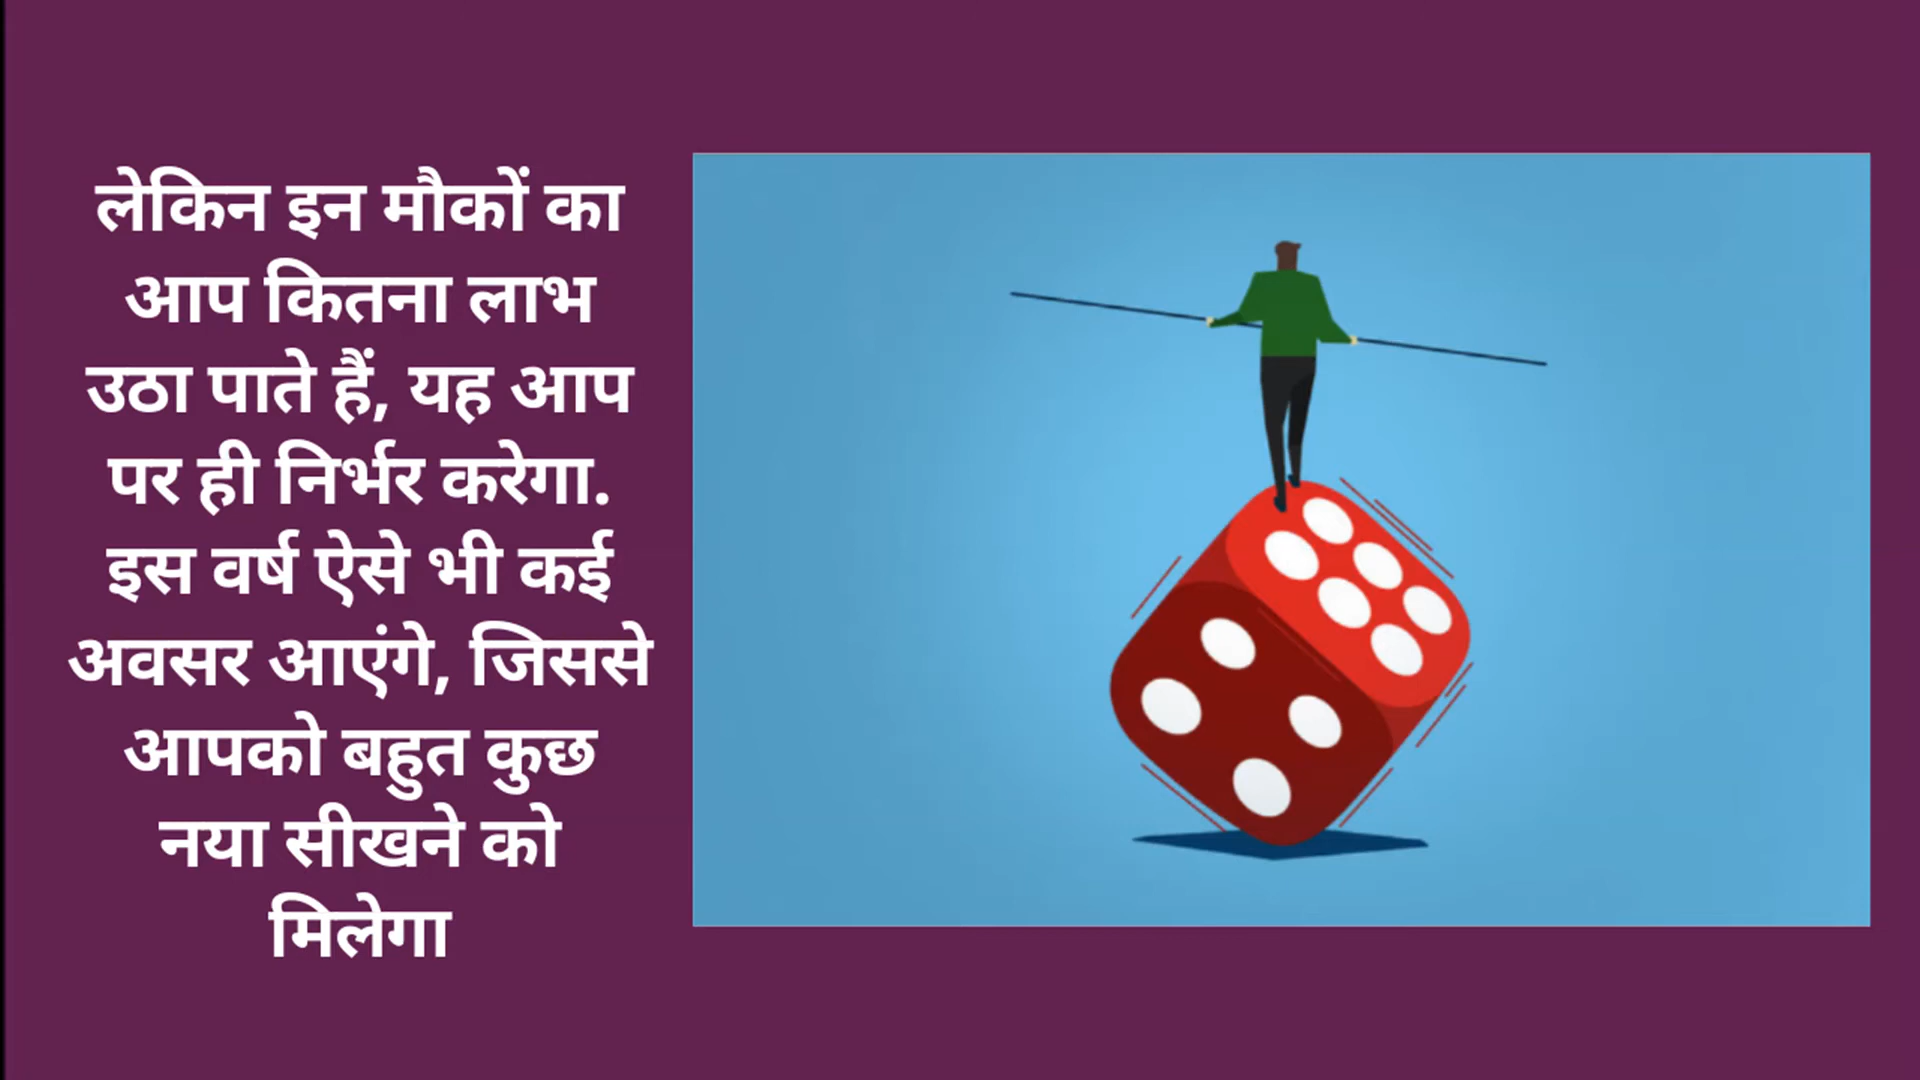 लेकिन इन मौकों का
आप कितना लाभ
उठा पाते हैं, यह आप
पर ही निर्भर करेगा.
इस वर्ष ऐसे भी कई
अवसर आएंगे, जिससे
आपको बहुत कुछ
नया सीखने को
मिलेगा